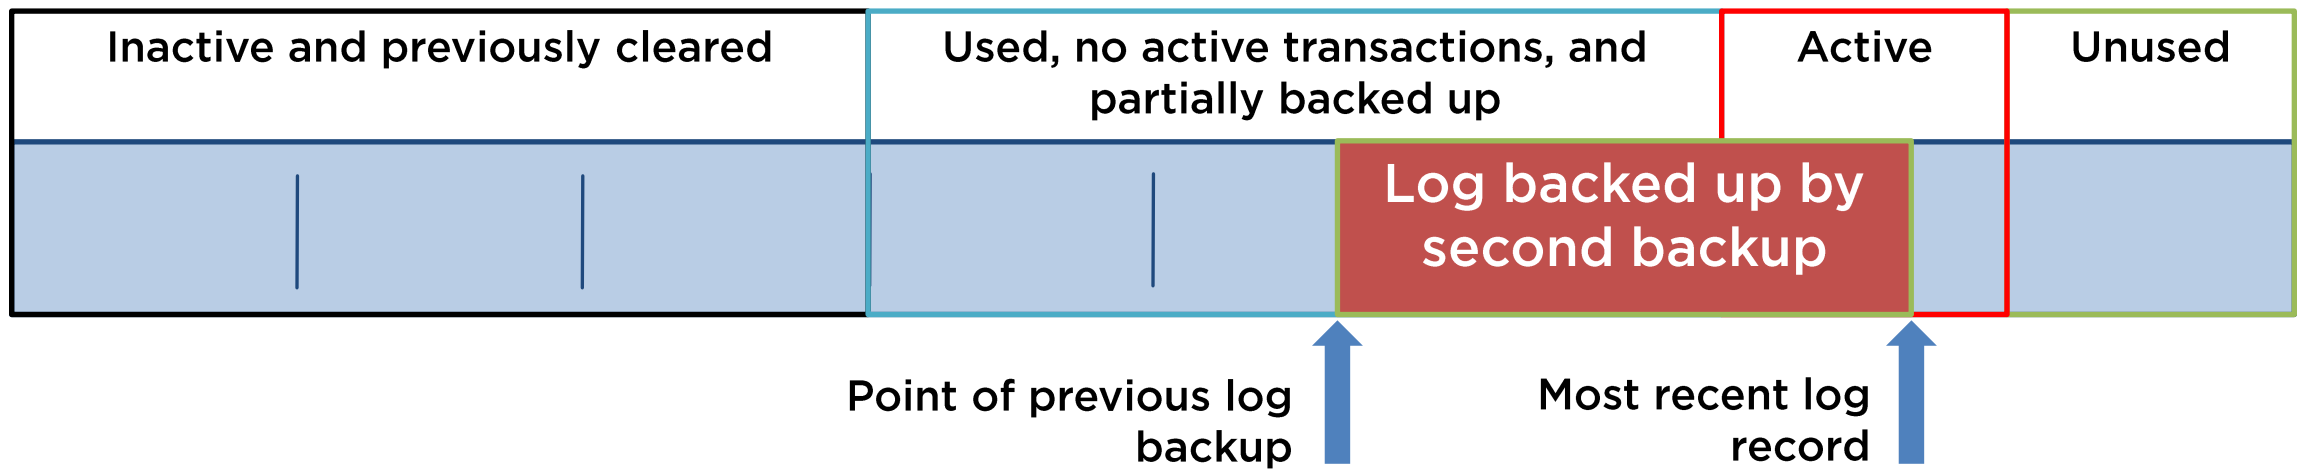 Inactive and previously cleared
Used, no active transactions, and
partially backed up
Active
Unused
Log backed up by
second backup
Point of previous log
backup
Most recent log
record